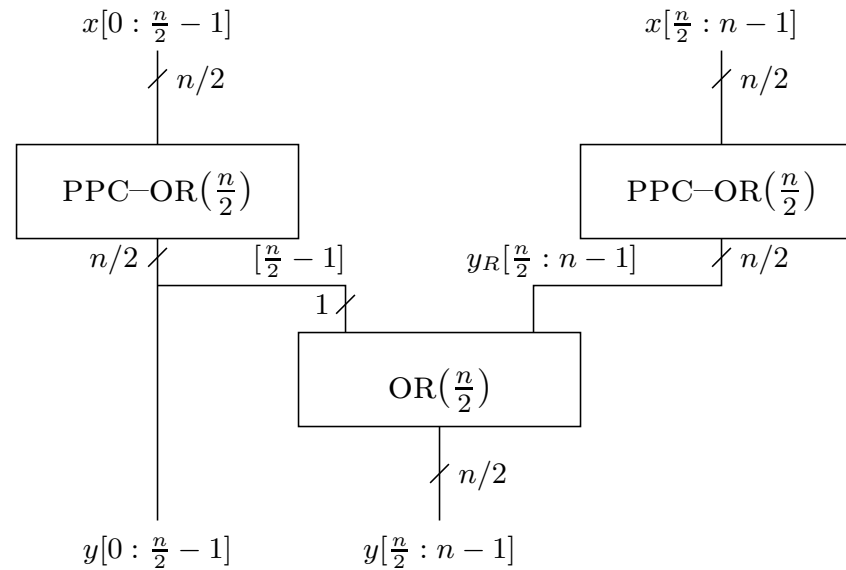 x[0 : n/2 − 1] x[n/2 : n − 1]
n/2 n/2
PPC–OR(n/2) PPC–OR(n/2)
n/2 [n/2 − 1] y_R[n/2 : n − 1] n/2
1
OR(n/2)
n/2
y[0 : n/2 − 1] y[n/2 : n − 1]